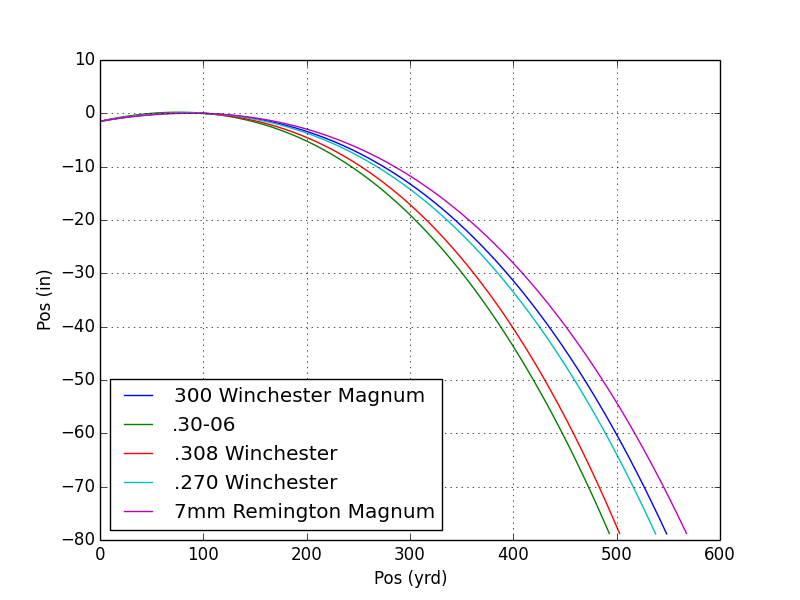 10
0
−10
−20
−30
−40
−50
−60
−70
−80
Pos (in)
300 Winchester Magnum
.30-06
.308 Winchester
.270 Winchester
7mm Remington Magnum
0 100 200 300 400 500 600
Pos (yrd)